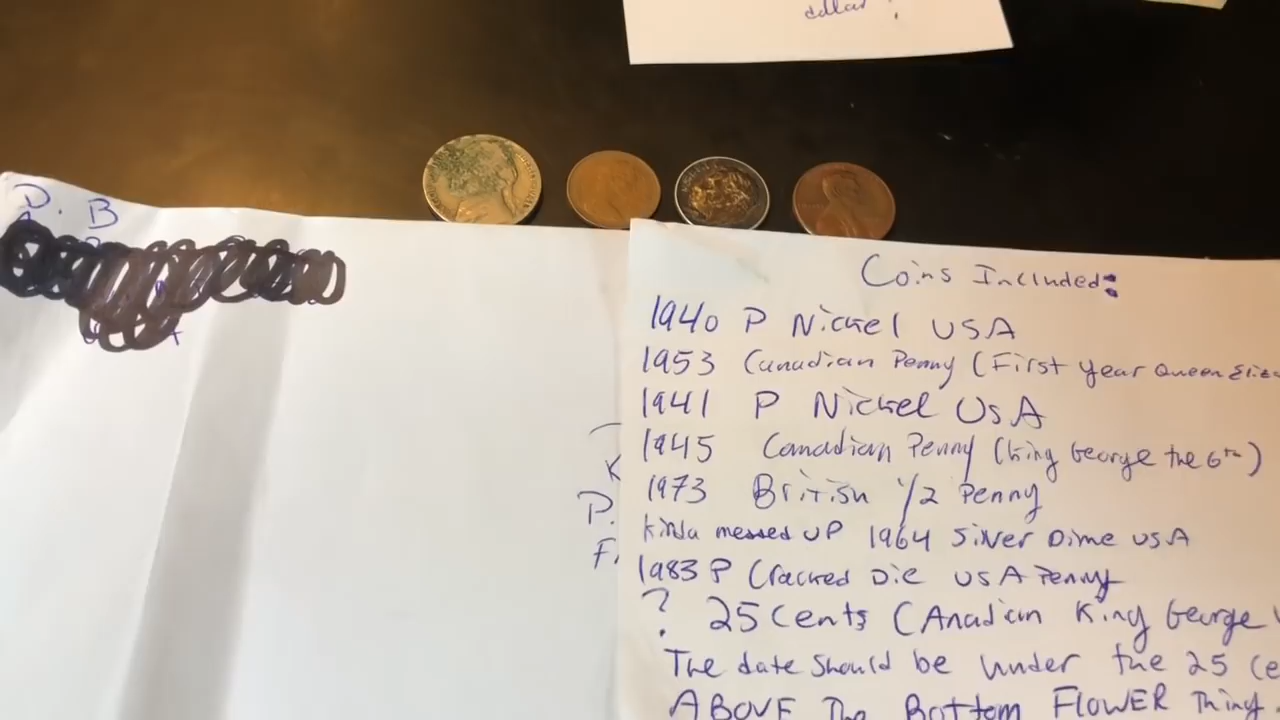 dollar ?
D. B
Coins Included:
1940 P Nickel USA
1953 Canadian Penny (First Year Queen Eliza
1941 P Nickel USA
1945 Canadian Penny (King George the 6th)
K
1973 British 1/2 Penny
P.
Kinda messed UP 1964 Silver Dime USA
F
1983 P Cracked Die USA Penny
? 25 Cents Canadian King George V
The date should be under the 25 Ce
ABOVE The Bottom FLOWER Thing.